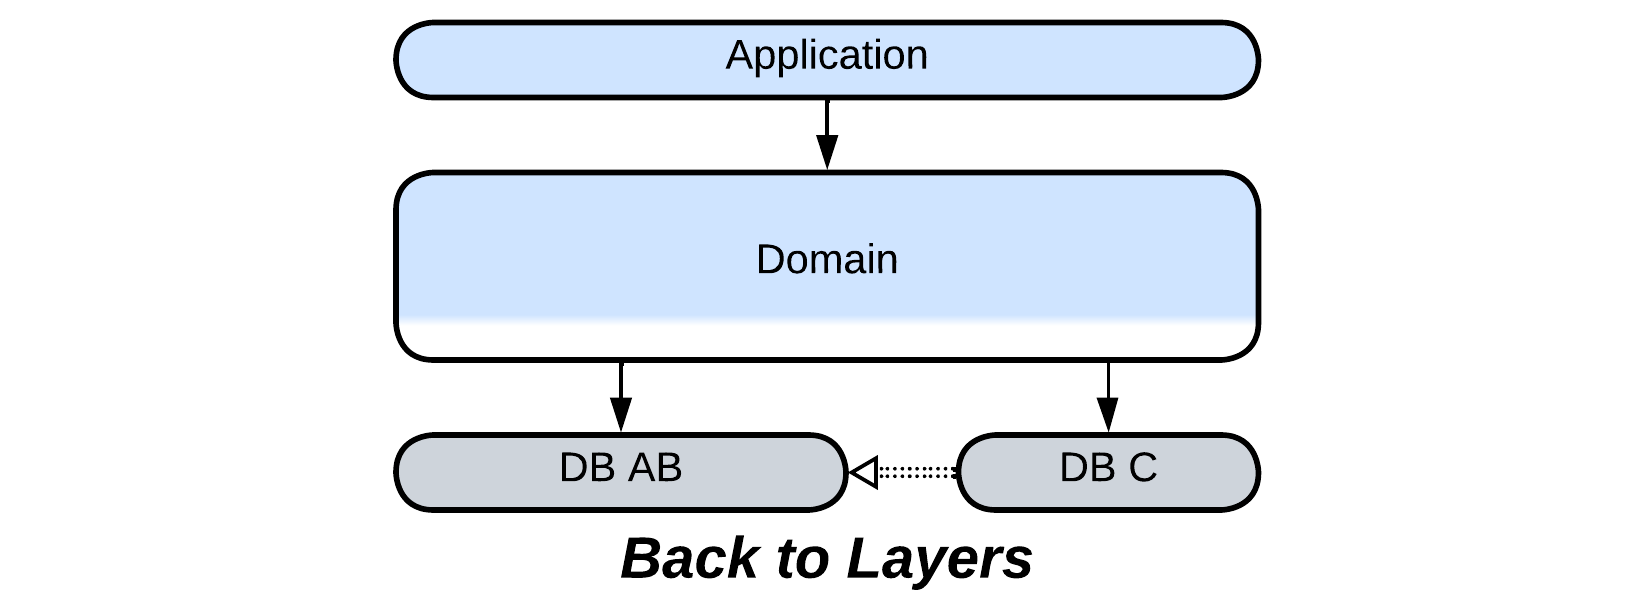 Application
Domain
DB AB
DB C
Back to Layers